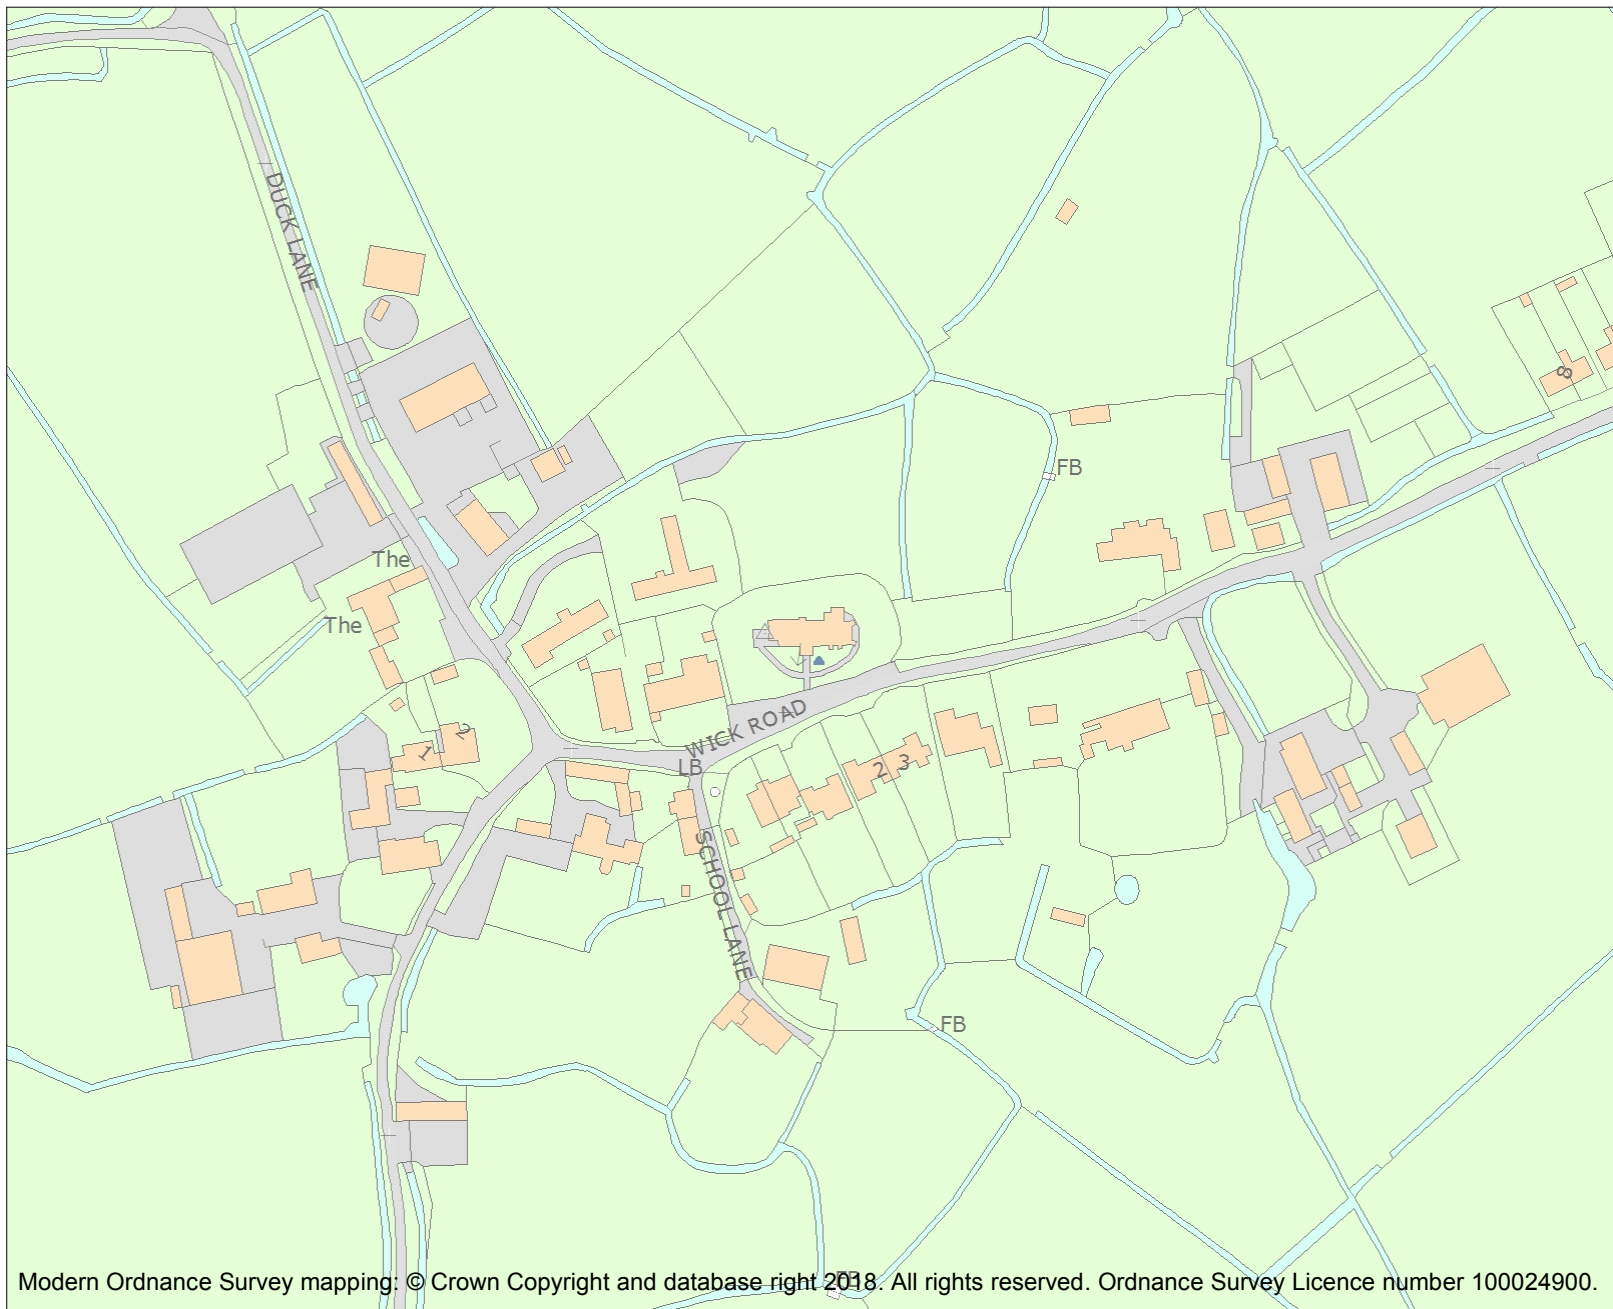 DUCK LANE
8
FB
The
The
WICK ROAD
2
1
LB
2
3
SCHOOL LANE
FB
FB
Modern Ordnance Survey mapping: © Crown Copyright and database right 2018. All rights reserved. Ordnance Survey Licence number 100024900.